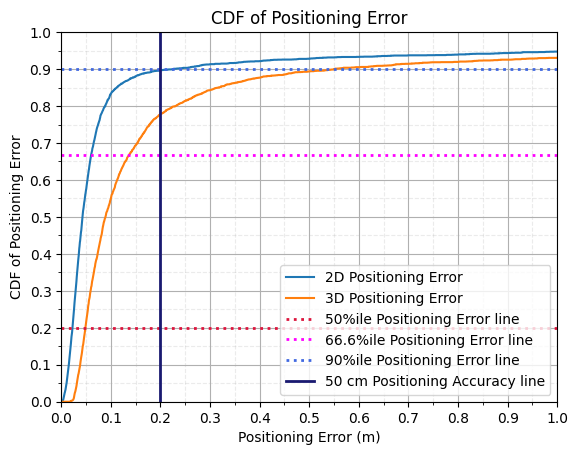 CDF of Positioning Error
1.0
0.9
0.8
0.7
0.6
0.5
0.4
0.3
0.2
0.1
0.0
CDF of Positioning Error
2D Positioning Error
3D Positioning Error
50%ile Positioning Error line
66.6%ile Positioning Error line
90%ile Positioning Error line
50 cm Positioning Accuracy line
0.0 0.1 0.2 0.3 0.4 0.5 0.6 0.7 0.8 0.9 1.0
Positioning Error (m)